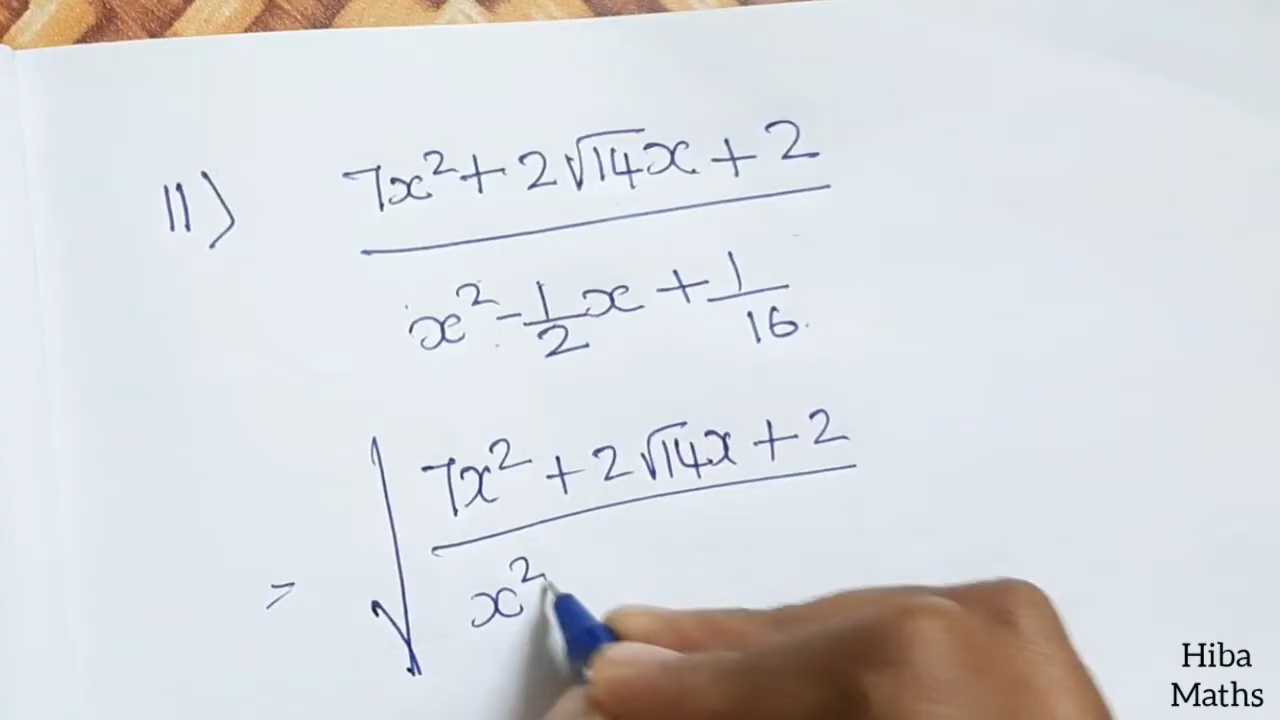 11) 7x² + 2√14x + 2
x² - 1/2x + 1/16
= √ 7x² + 2√14x + 2
x²
Hiba
Maths